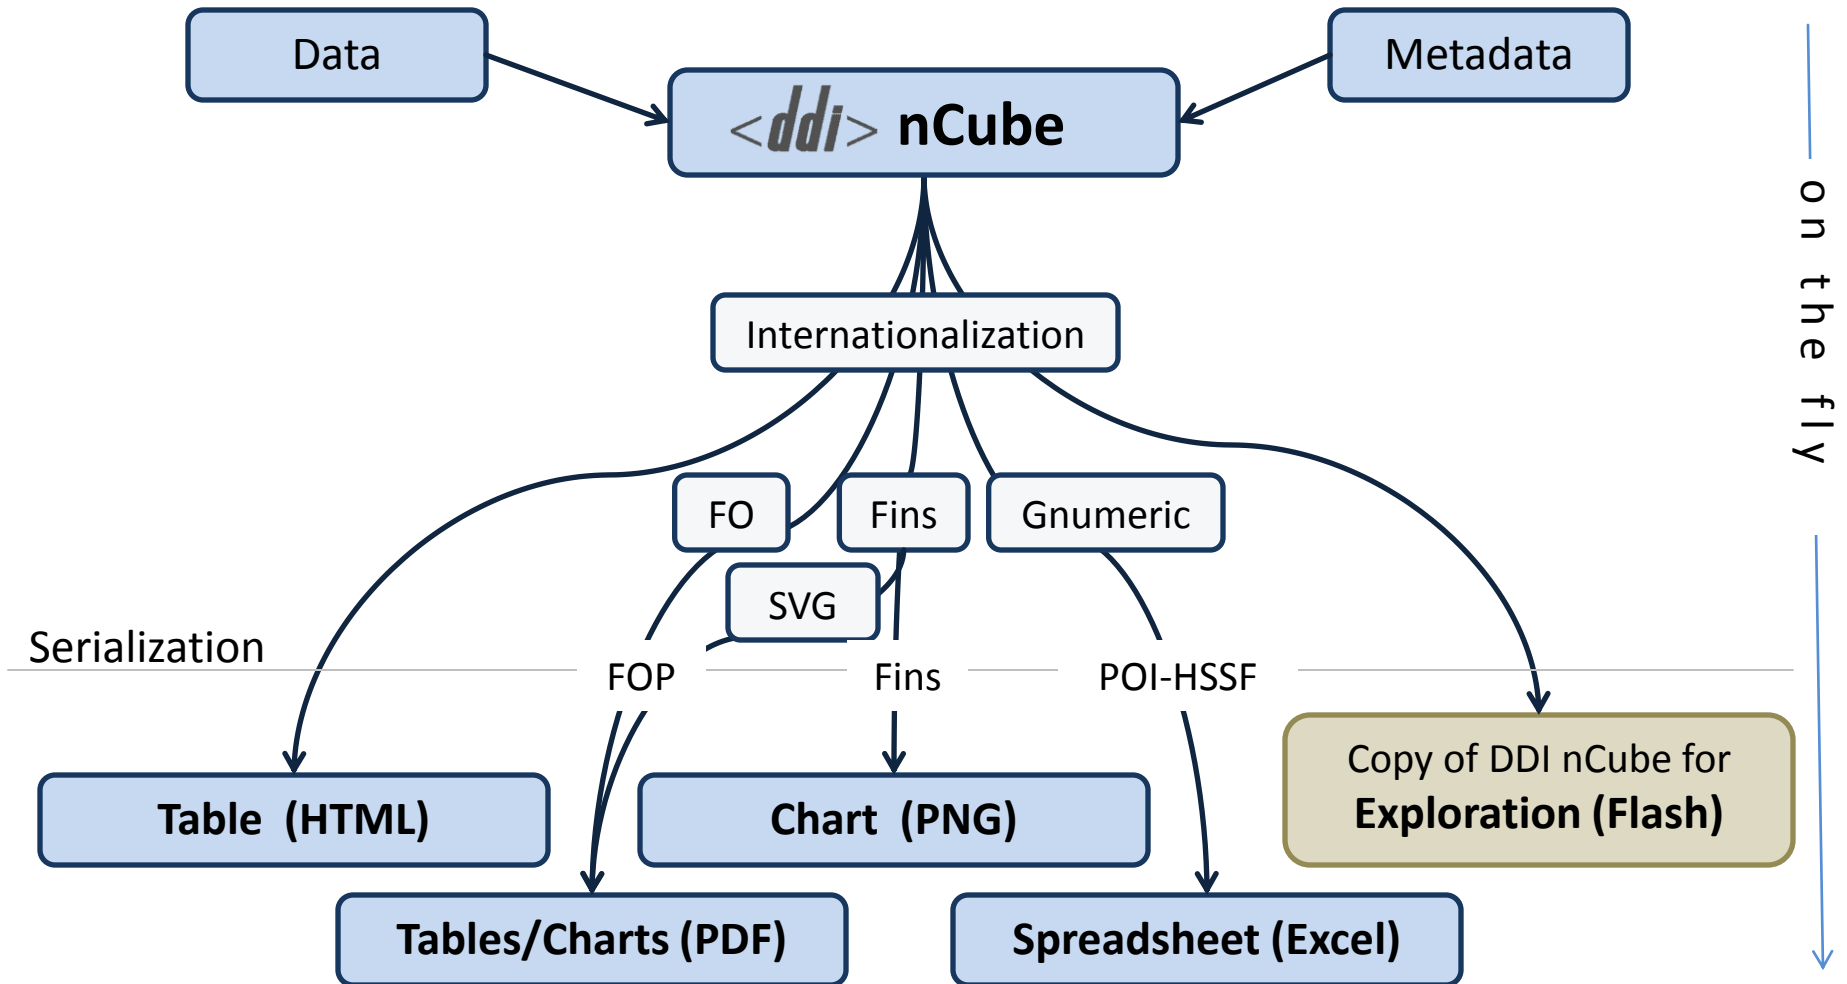 Data
Metadata
<ddi> nCube
on the fly
Internationalization
FO
Fins
Gnumeric
SVG
Serialization
FOP
Fins
POI-HSSF
Copy of DDI nCube for
Exploration (Flash)
Table (HTML)
Chart (PNG)
Tables/Charts (PDF)
Spreadsheet (Excel)